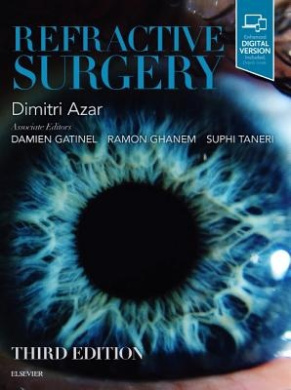 REFRACTIVE
SURGERY
Enhanced
DIGITAL
VERSION
Included
Dimitri Azar
Associate Editors
DAMIEN GATINEL RAMON GHANEM SUPHI TANERI
THIRD EDITION
ELSEVIER